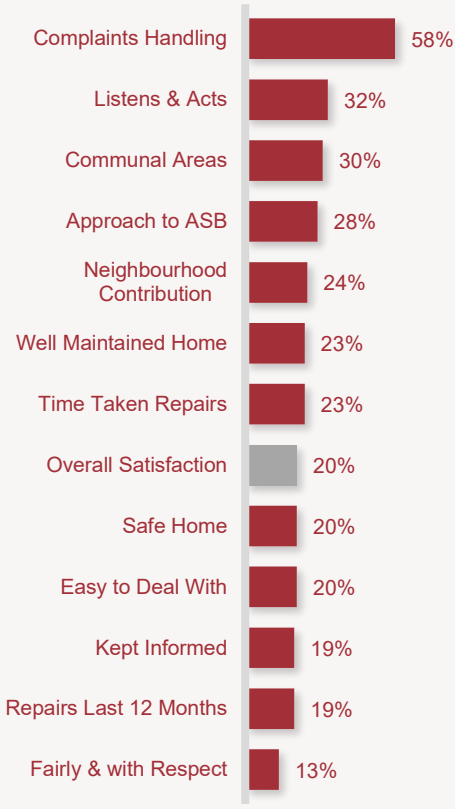 Complaints Handling 58%
Listens & Acts 32%
Communal Areas 30%
Approach to ASB 28%
Neighbourhood
Contribution 24%
Well Maintained Home 23%
Time Taken Repairs 23%
Overall Satisfaction 20%
Safe Home 20%
Easy to Deal With 20%
Kept Informed 19%
Repairs Last 12 Months 19%
Fairly & with Respect 13%